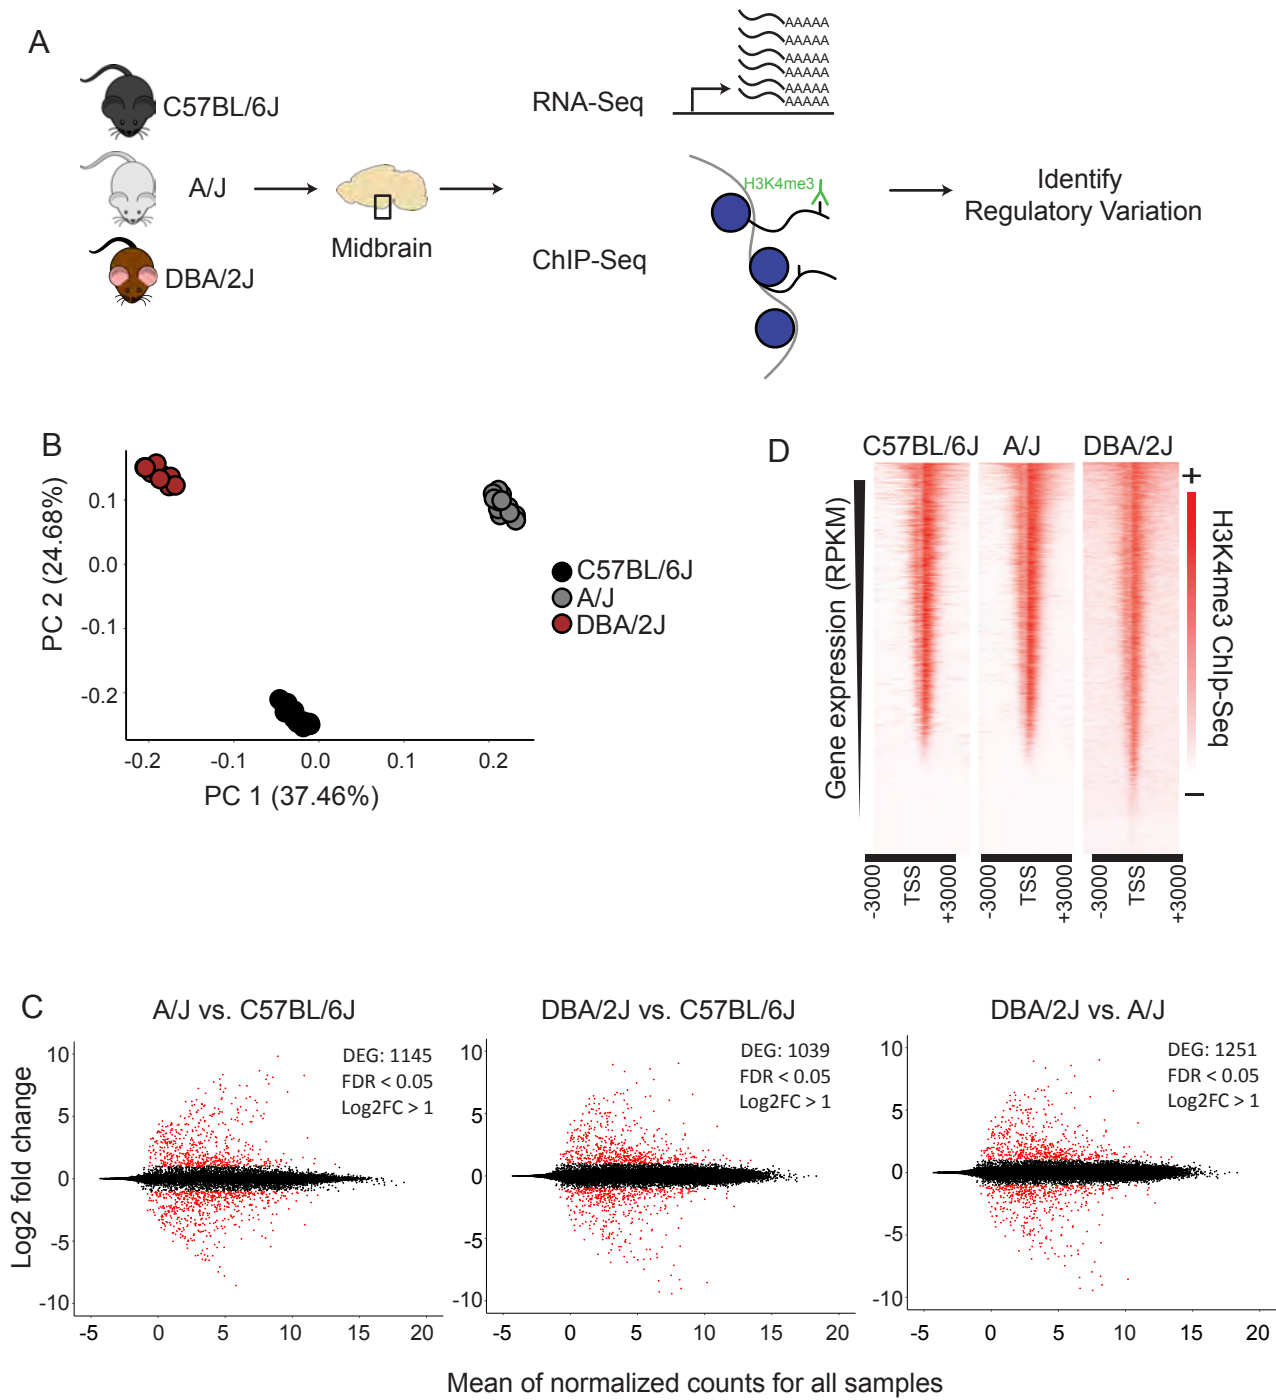 A
C57BL/6J
A/J
DBA/2J
Midbrain
RNA-Seq
AAAAA
AAAAA
AAAAA
AAAAA
AAAAA
AAAAA
ChIP-Seq
H3K4me3
Identify
Regulatory Variation
B
PC 2 (24.68%)
0.1
0.0
-0.1
-0.2
-0.2
-0.1
0.0
0.1
0.2
PC 1 (37.46%)
C57BL/6J
A/J
DBA/2J
D
C57BL/6J
A/J
DBA/2J
Gene expression (RPKM)
+
H3K4me3 ChIp-Seq
−
-3000
TSS
+3000
-3000
TSS
+3000
-3000
TSS
+3000
C
A/J vs. C57BL/6J
DEG: 1145
FDR < 0.05
Log2FC > 1
Log2 fold change
10
5
0
-5
-10
-5
0
5
10
15
20
DBA/2J vs. C57BL/6J
DEG: 1039
FDR < 0.05
Log2FC > 1
10
5
0
-5
-10
-5
0
5
10
15
20
DBA/2J vs. A/J
DEG: 1251
FDR < 0.05
Log2FC > 1
10
5
0
-5
-10
-5
0
5
10
15
20
Mean of normalized counts for all samples